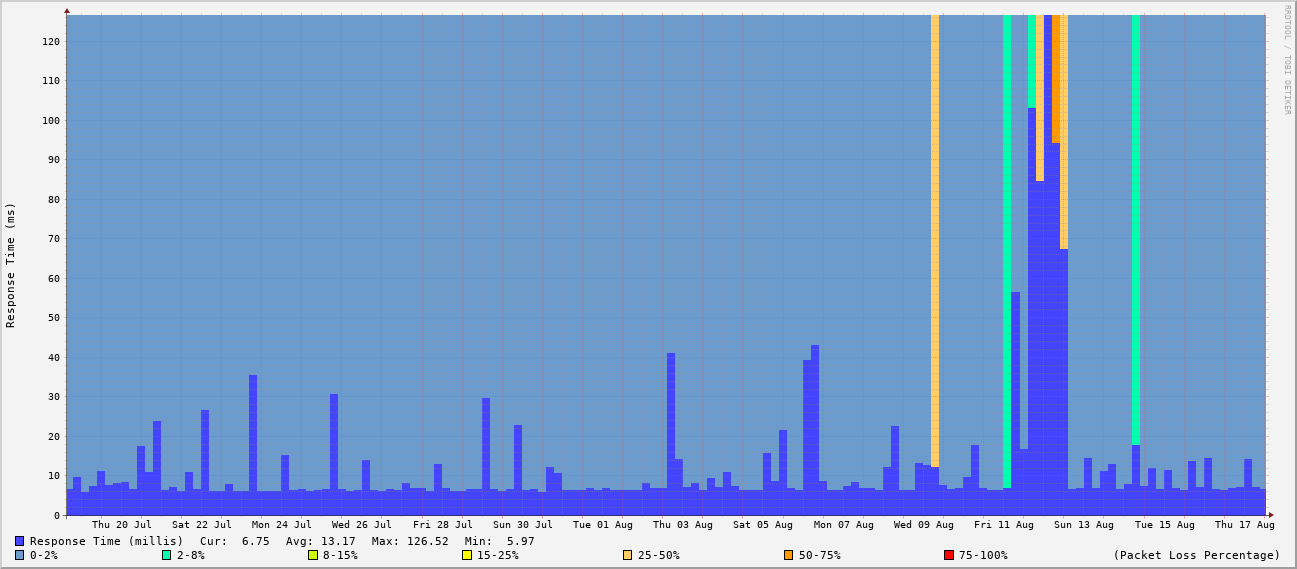 RRDTOOL / TOBI OETIKER
Response Time (ms)
120
110
100
90
80
70
60
50
40
30
20
10
0
Thu 20 Jul Sat 22 Jul Mon 24 Jul Wed 26 Jul Fri 28 Jul Sun 30 Jul Tue 01 Aug Thu 03 Aug Sat 05 Aug Mon 07 Aug Wed 09 Aug Fri 11 Aug Sun 13 Aug Tue 15 Aug Thu 17 Aug
Response Time (millis) Cur: 6.75 Avg: 13.17 Max: 126.52 Min: 5.97
0-2% 2-8% 8-15% 15-25% 25-50% 50-75% 75-100% (Packet Loss Percentage)